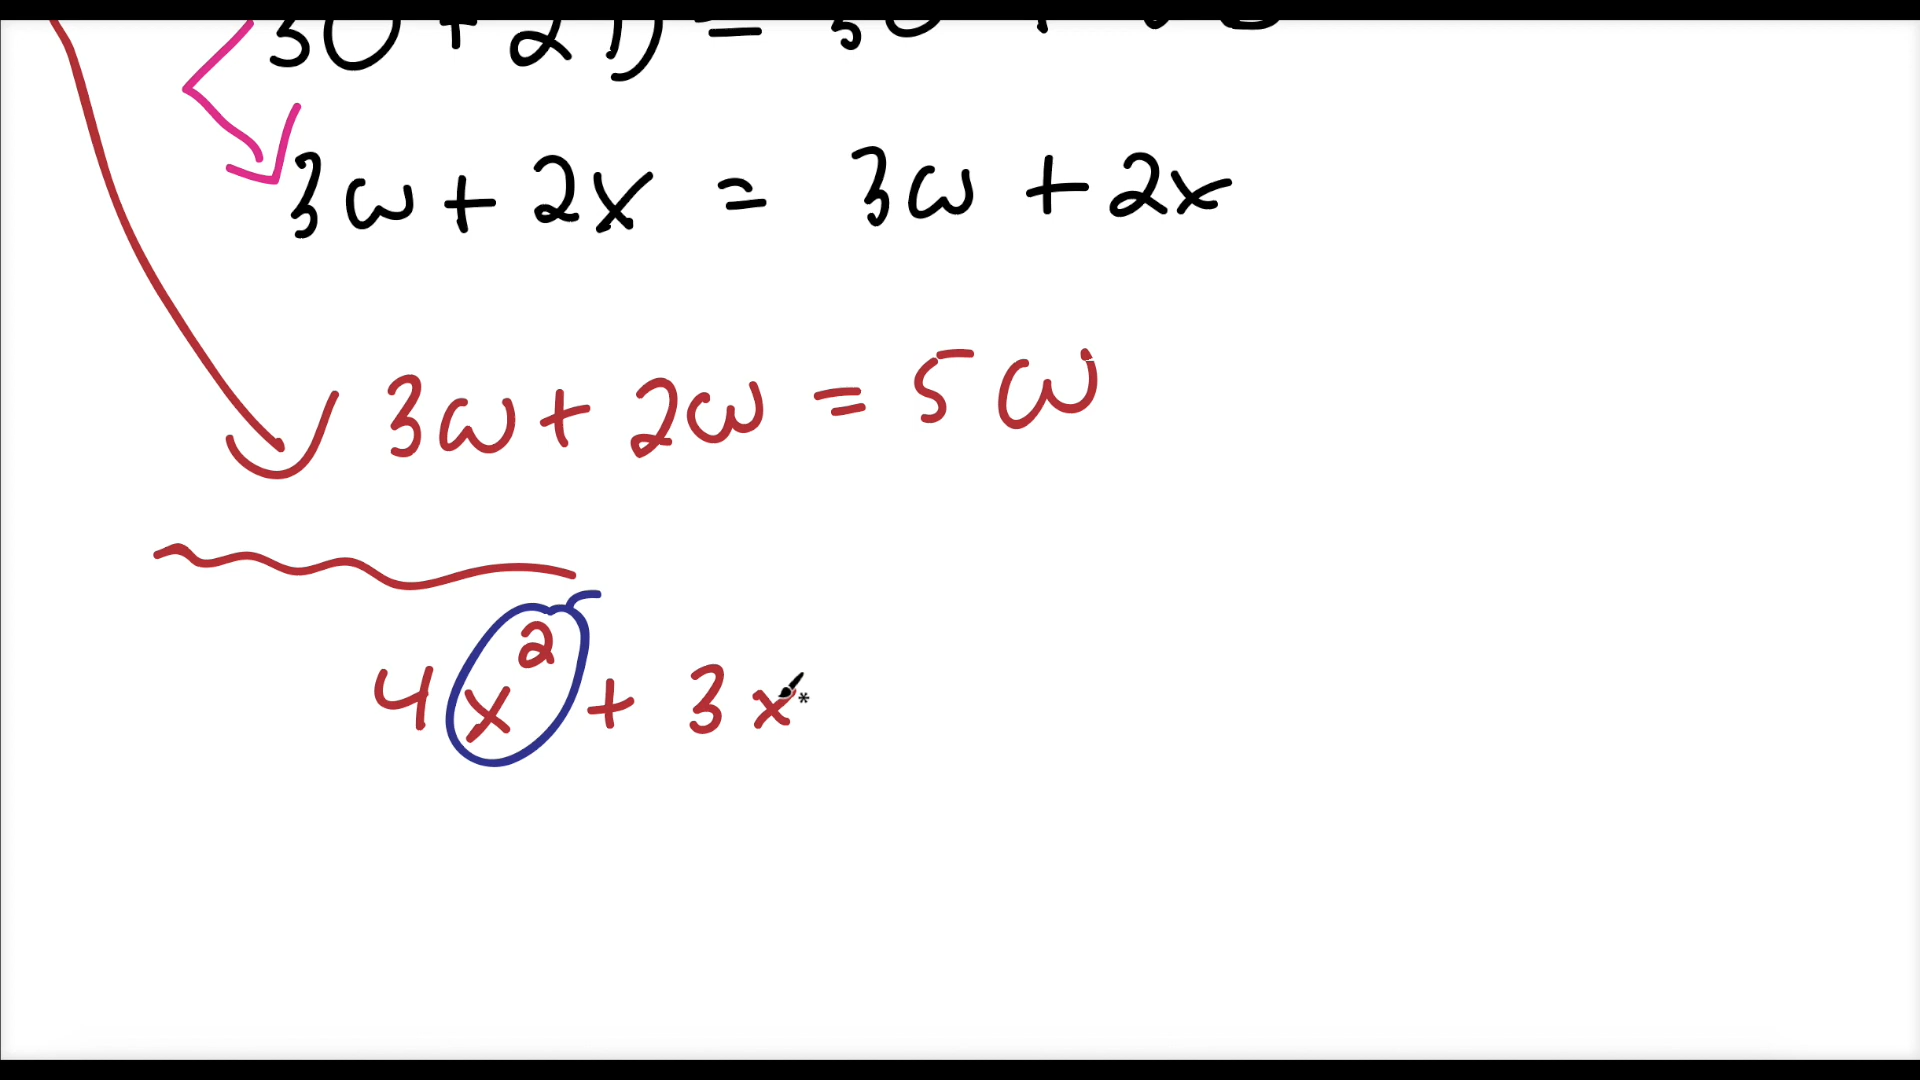 3w + 2x = 3w + 2x
3w + 2w = 5w
4x² + 3x